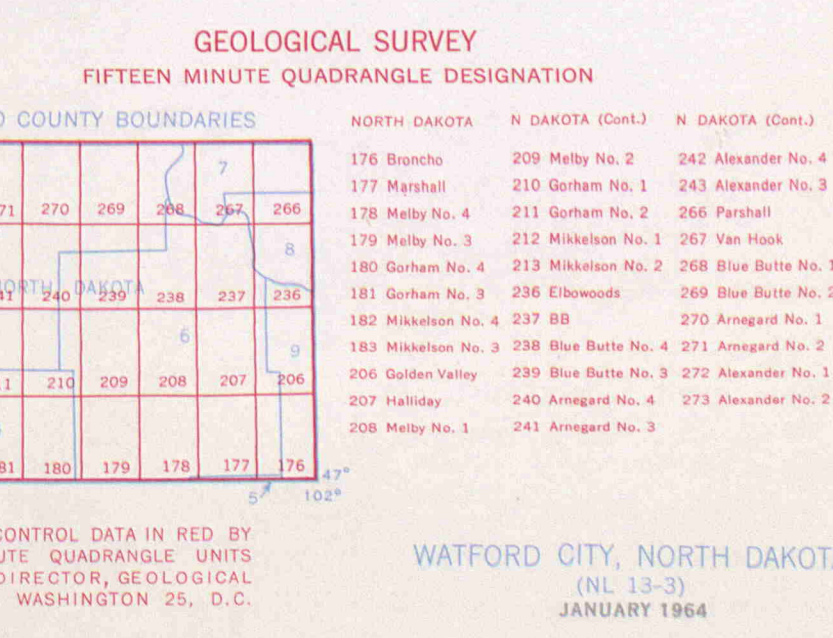 GEOLOGICAL SURVEY
FIFTEEN MINUTE QUADRANGLE DESIGNATION
COUNTY BOUNDARIES
7
71 270 269 268 267 266
8
NORTH DAKOTA
41 240 239 238 237 236
6
9
11 210 209 208 207 206
81 180 179 178 177 176
47°
5
102°
NORTH DAKOTA
176 Broncho
177 Marshall
178 Melby No. 4
179 Melby No. 3
180 Gorham No. 4
181 Gorham No. 3
182 Mikkelson No. 4
183 Mikkelson No. 3
206 Golden Valley
207 Halliday
208 Melby No. 1
N DAKOTA (Cont.)
209 Melby No. 2
210 Gorham No. 1
211 Gorham No. 2
212 Mikkelson No. 1
213 Mikkelson No. 2
236 Elbowoods
237 BB
238 Blue Butte No. 4
239 Blue Butte No. 3
240 Arnegard No. 4
241 Arnegard No. 3
N DAKOTA (Cont.)
242 Alexander No. 4
243 Alexander No. 3
266 Parshall
267 Van Hook
268 Blue Butte No. 1
269 Blue Butte No. 2
270 Arnegard No. 1
271 Arnegard No. 2
272 Alexander No. 1
273 Alexander No. 2
CONTROL DATA IN RED BY
UTE QUADRANGLE UNITS
DIRECTOR, GEOLOGICAL
WASHINGTON 25, D.C.
WATFORD CITY, NORTH DAKOTA
(NL 13-3)
JANUARY 1964